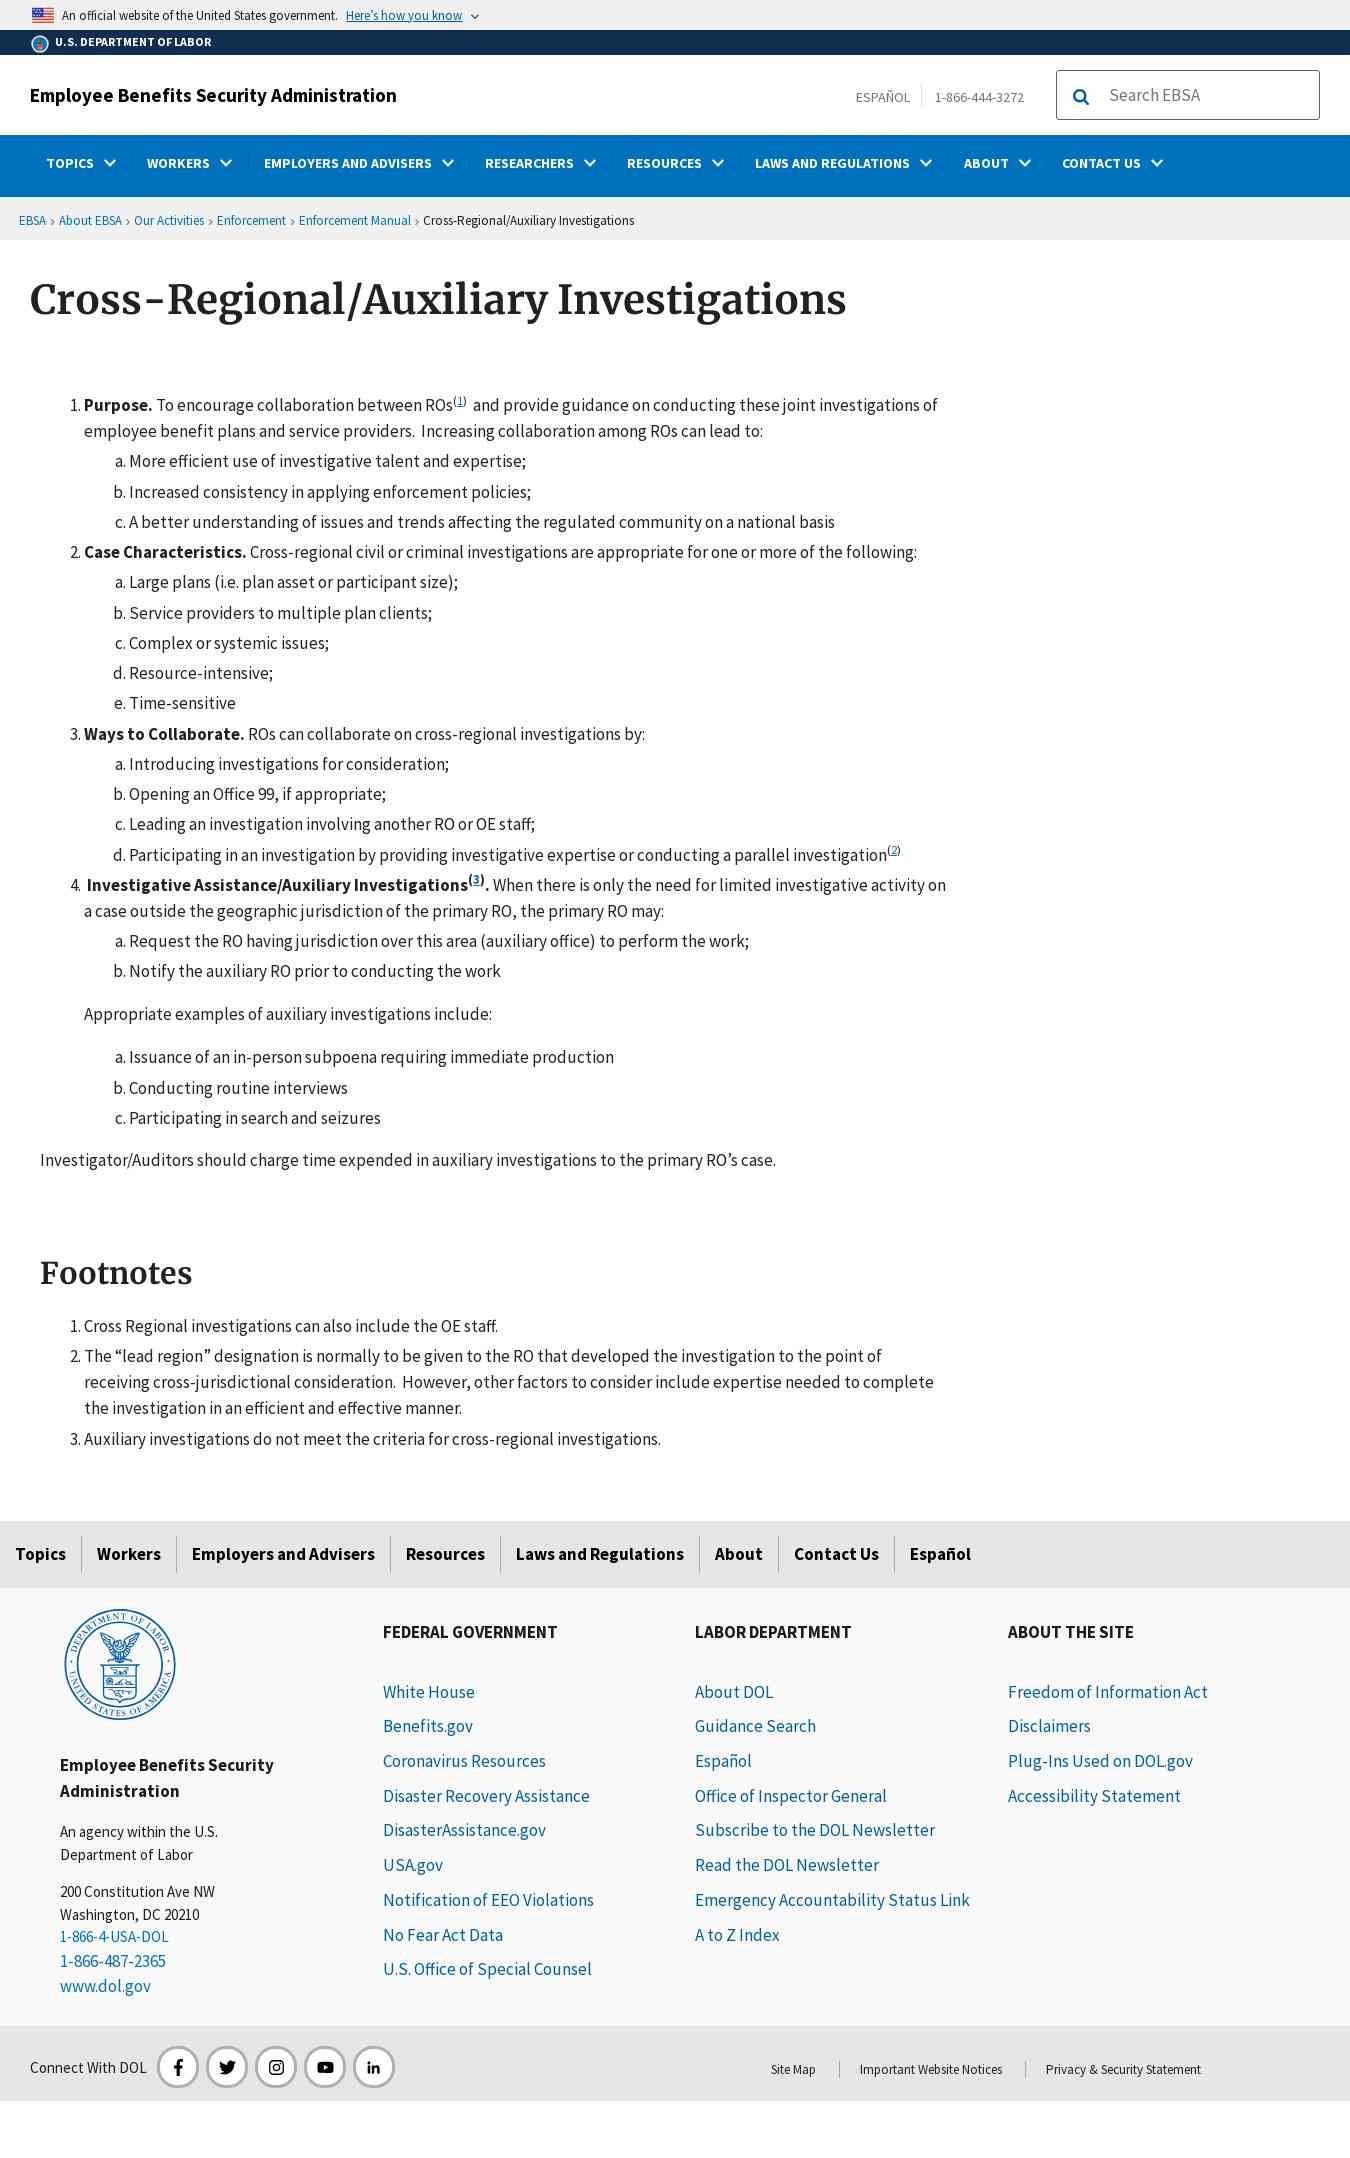 An official website of the United States government. Here's how you know
U.S. DEPARTMENT OF LABOR
Employee Benefits Security Administration
ESPAÑOL 1-866-444-3272 Search EBSA
TOPICS WORKERS EMPLOYERS AND ADVISERS RESEARCHERS RESOURCES LAWS AND REGULATIONS ABOUT CONTACT US
EBSA › About EBSA › Our Activities › Enforcement › Enforcement Manual › Cross-Regional/Auxiliary Investigations
Cross-Regional/Auxiliary Investigations
1. Purpose. To encourage collaboration between ROs(1) and provide guidance on conducting these joint investigations of
employee benefit plans and service providers. Increasing collaboration among ROs can lead to:
a. More efficient use of investigative talent and expertise;
b. Increased consistency in applying enforcement policies;
c. A better understanding of issues and trends affecting the regulated community on a national basis
2. Case Characteristics. Cross-regional civil or criminal investigations are appropriate for one or more of the following:
a. Large plans (i.e. plan asset or participant size);
b. Service providers to multiple plan clients;
c. Complex or systemic issues;
d. Resource-intensive;
e. Time-sensitive
3. Ways to Collaborate. ROs can collaborate on cross-regional investigations by:
a. Introducing investigations for consideration;
b. Opening an Office 99, if appropriate;
c. Leading an investigation involving another RO or OE staff;
d. Participating in an investigation by providing investigative expertise or conducting a parallel investigation(2)
4. Investigative Assistance/Auxiliary Investigations(3). When there is only the need for limited investigative activity on
a case outside the geographic jurisdiction of the primary RO, the primary RO may:
a. Request the RO having jurisdiction over this area (auxiliary office) to perform the work;
b. Notify the auxiliary RO prior to conducting the work
Appropriate examples of auxiliary investigations include:
a. Issuance of an in-person subpoena requiring immediate production
b. Conducting routine interviews
c. Participating in search and seizures
Investigator/Auditors should charge time expended in auxiliary investigations to the primary RO’s case.
Footnotes
1. Cross Regional investigations can also include the OE staff.
2. The “lead region” designation is normally to be given to the RO that developed the investigation to the point of
receiving cross-jurisdictional consideration. However, other factors to consider include expertise needed to complete
the investigation in an efficient and effective manner.
3. Auxiliary investigations do not meet the criteria for cross-regional investigations.
Topics Workers Employers and Advisers Resources Laws and Regulations About Contact Us Español
DEPARTMENT OF LABOR
UNITED STATES OF AMERICA
Employee Benefits Security
Administration
An agency within the U.S.
Department of Labor
200 Constitution Ave NW
Washington, DC 20210
1-866-4-USA-DOL
1-866-487-2365
www.dol.gov
FEDERAL GOVERNMENT
White House
Benefits.gov
Coronavirus Resources
Disaster Recovery Assistance
DisasterAssistance.gov
USA.gov
Notification of EEO Violations
No Fear Act Data
U.S. Office of Special Counsel
LABOR DEPARTMENT
About DOL
Guidance Search
Español
Office of Inspector General
Subscribe to the DOL Newsletter
Read the DOL Newsletter
Emergency Accountability Status Link
A to Z Index
ABOUT THE SITE
Freedom of Information Act
Disclaimers
Plug-Ins Used on DOL.gov
Accessibility Statement
Connect With DOL
Site Map Important Website Notices Privacy & Security Statement